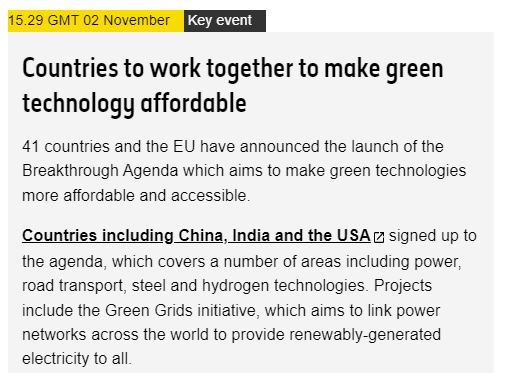 15.29 GMT 02 November Key event
Countries to work together to make green
technology affordable
41 countries and the EU have announced the launch of the
Breakthrough Agenda which aims to make green technologies
more affordable and accessible.
Countries including China, India and the USA signed up to
the agenda, which covers a number of areas including power,
road transport, steel and hydrogen technologies. Projects
include the Green Grids initiative, which aims to link power
networks across the world to provide renewably-generated
electricity to all.